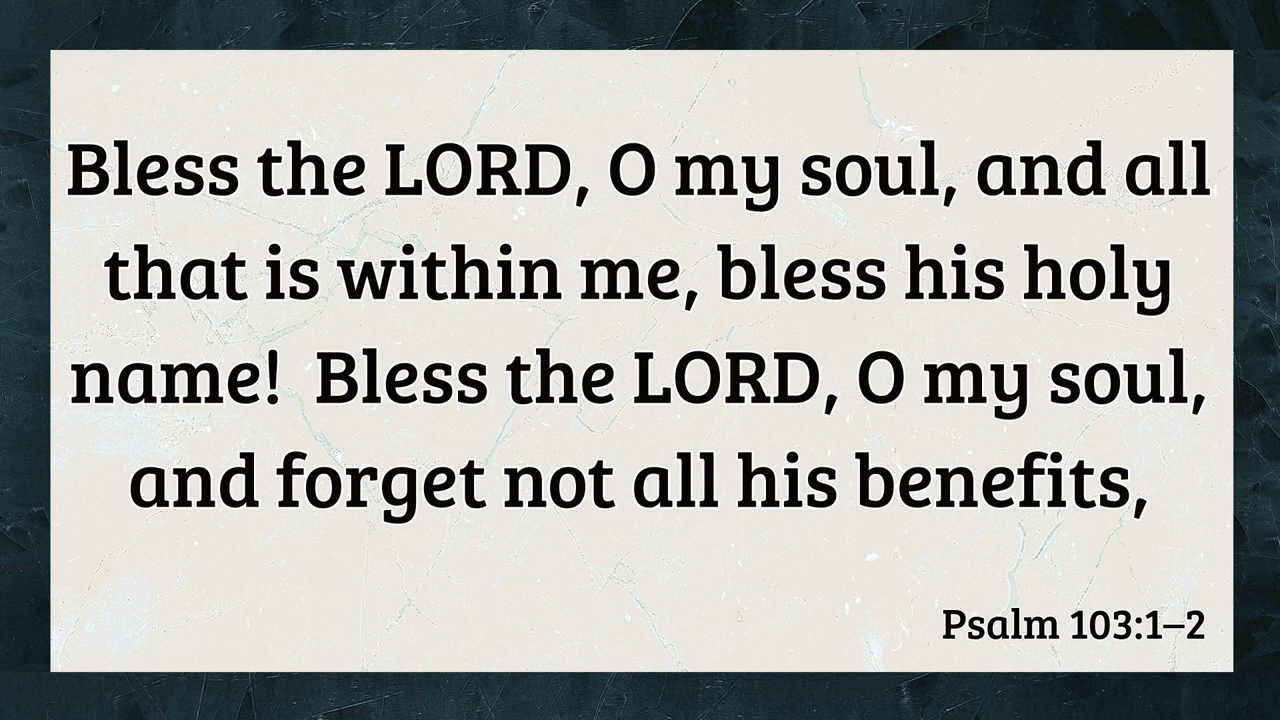 Bless the LORD, O my soul, and all
that is within me, bless his holy
name!  Bless the LORD, O my soul,
and forget not all his benefits,
Psalm 103:1–2